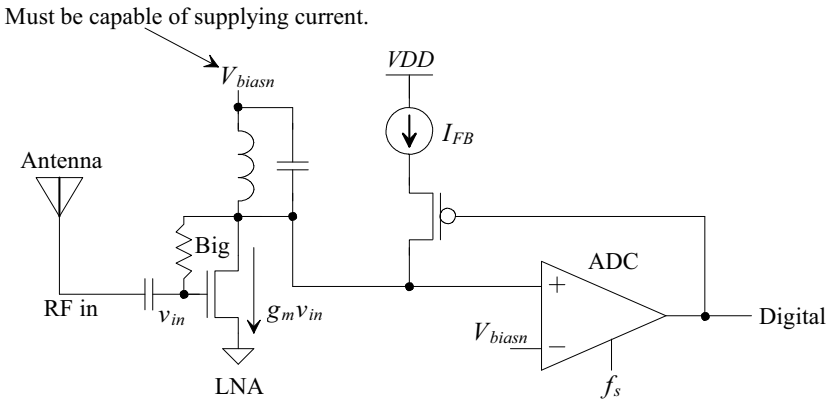 Must be capable of supplying current.
V_biasn
VDD
I_FB
Antenna
Big
ADC
RF in
v_in
g_m v_in
+
V_biasn
−
Digital
LNA
f_s